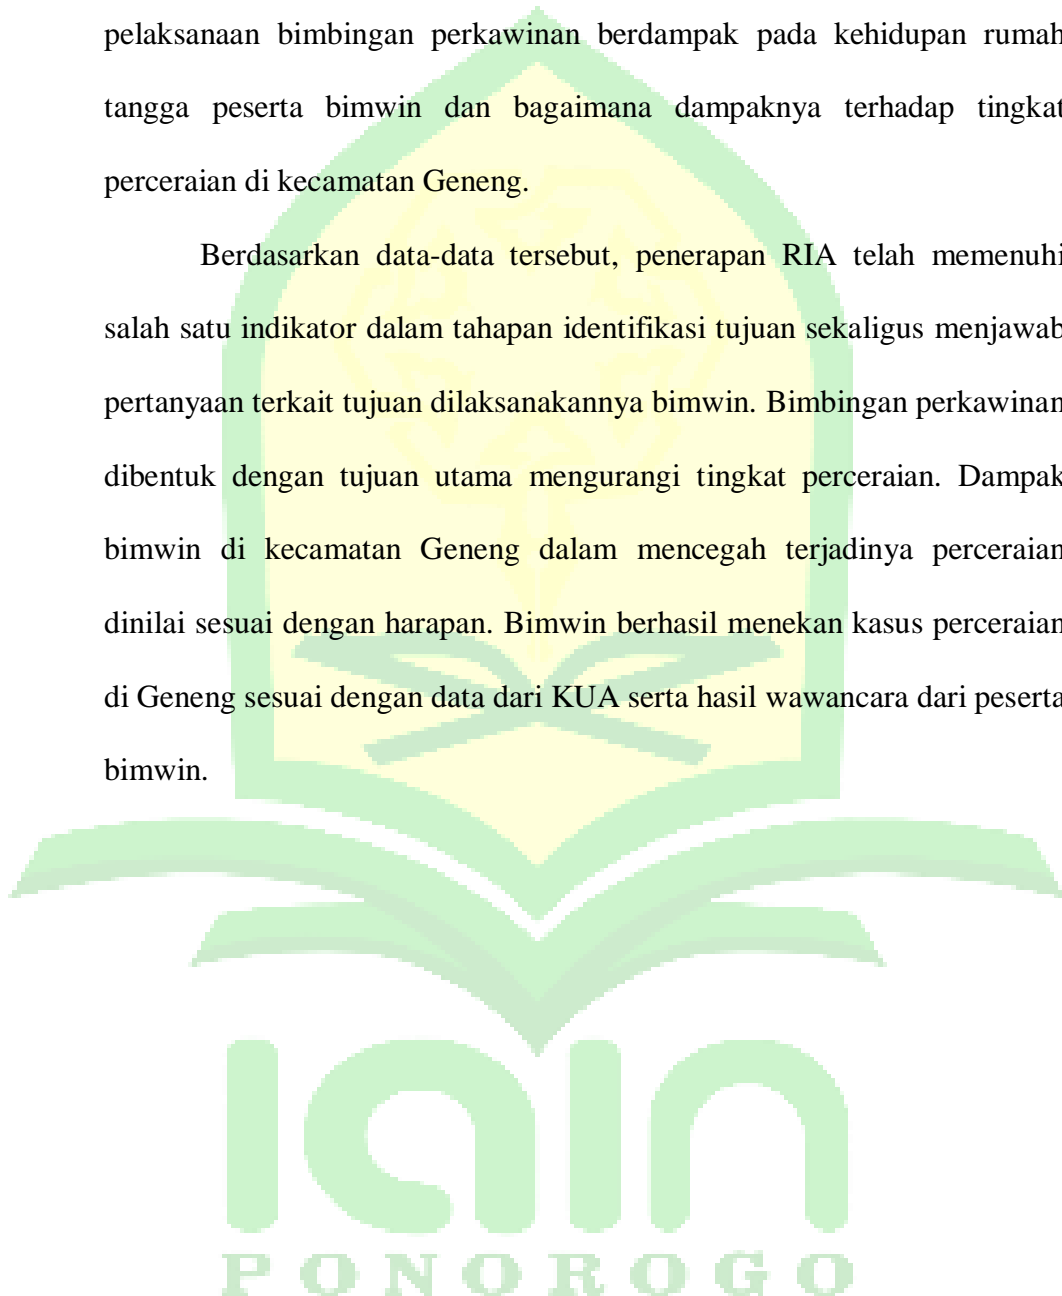 pelaksanaan bimbingan perkawinan berdampak pada kehidupan rumah
tangga peserta bimwin dan bagaimana dampaknya terhadap tingkat
perceraian di kecamatan Geneng.
Berdasarkan data-data tersebut, penerapan RIA telah memenuhi
salah satu indikator dalam tahapan identifikasi tujuan sekaligus menjawab
pertanyaan terkait tujuan dilaksanakannya bimwin. Bimbingan perkawinan
dibentuk dengan tujuan utama mengurangi tingkat perceraian. Dampak
bimwin di kecamatan Geneng dalam mencegah terjadinya perceraian
dinilai sesuai dengan harapan. Bimwin berhasil menekan kasus perceraian
di Geneng sesuai dengan data dari KUA serta hasil wawancara dari peserta
bimwin.
iain
PONOROGO